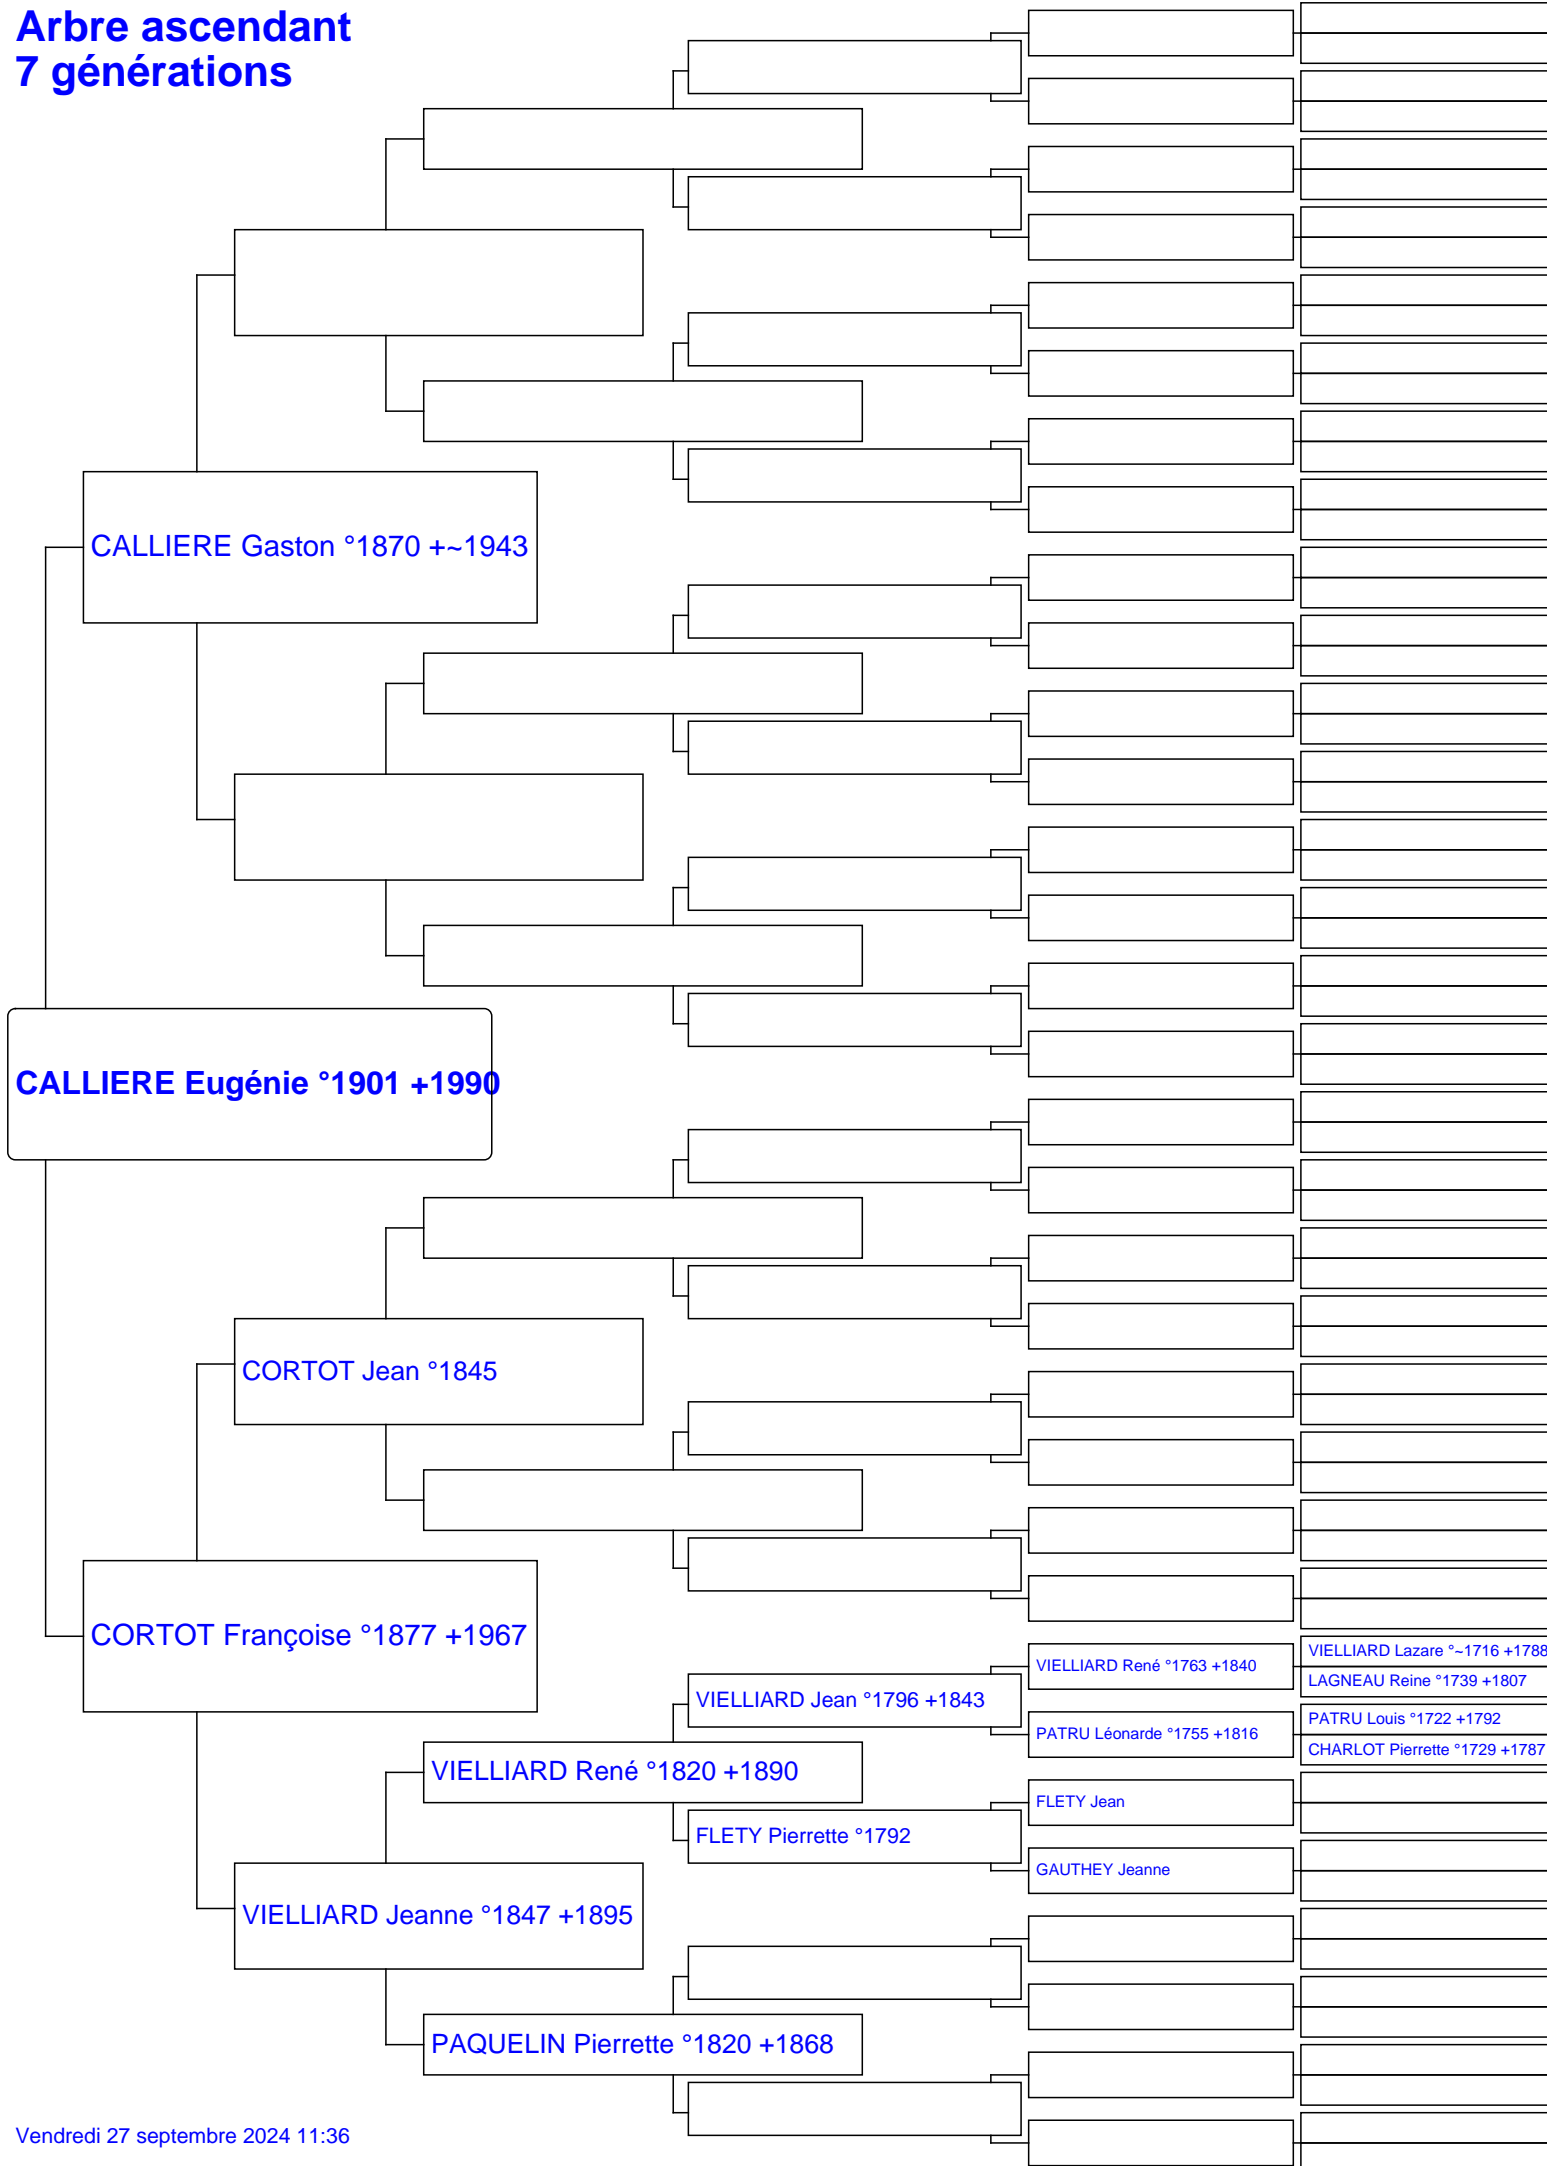 Arbre ascendant
7 générations
CALLIERE Gaston °1870 +~1943
CALLIERE Eugénie °1901 +1990
CORTOT Jean °1845
CORTOT Françoise °1877 +1967
VIELLIARD Lazare °~1716 +1788
VIELLIARD René °1763 +1840
LAGNEAU Reine °1739 +1807
VIELLIARD Jean °1796 +1843
PATRU Louis °1722 +1792
PATRU Léonarde °1755 +1816
CHARLOT Pierrette °1729 +1787
VIELLIARD René °1820 +1890
FLETY Jean
FLETY Pierrette °1792
GAUTHEY Jeanne
VIELLIARD Jeanne °1847 +1895
PAQUELIN Pierrette °1820 +1868
Vendredi 27 septembre 2024 11:36